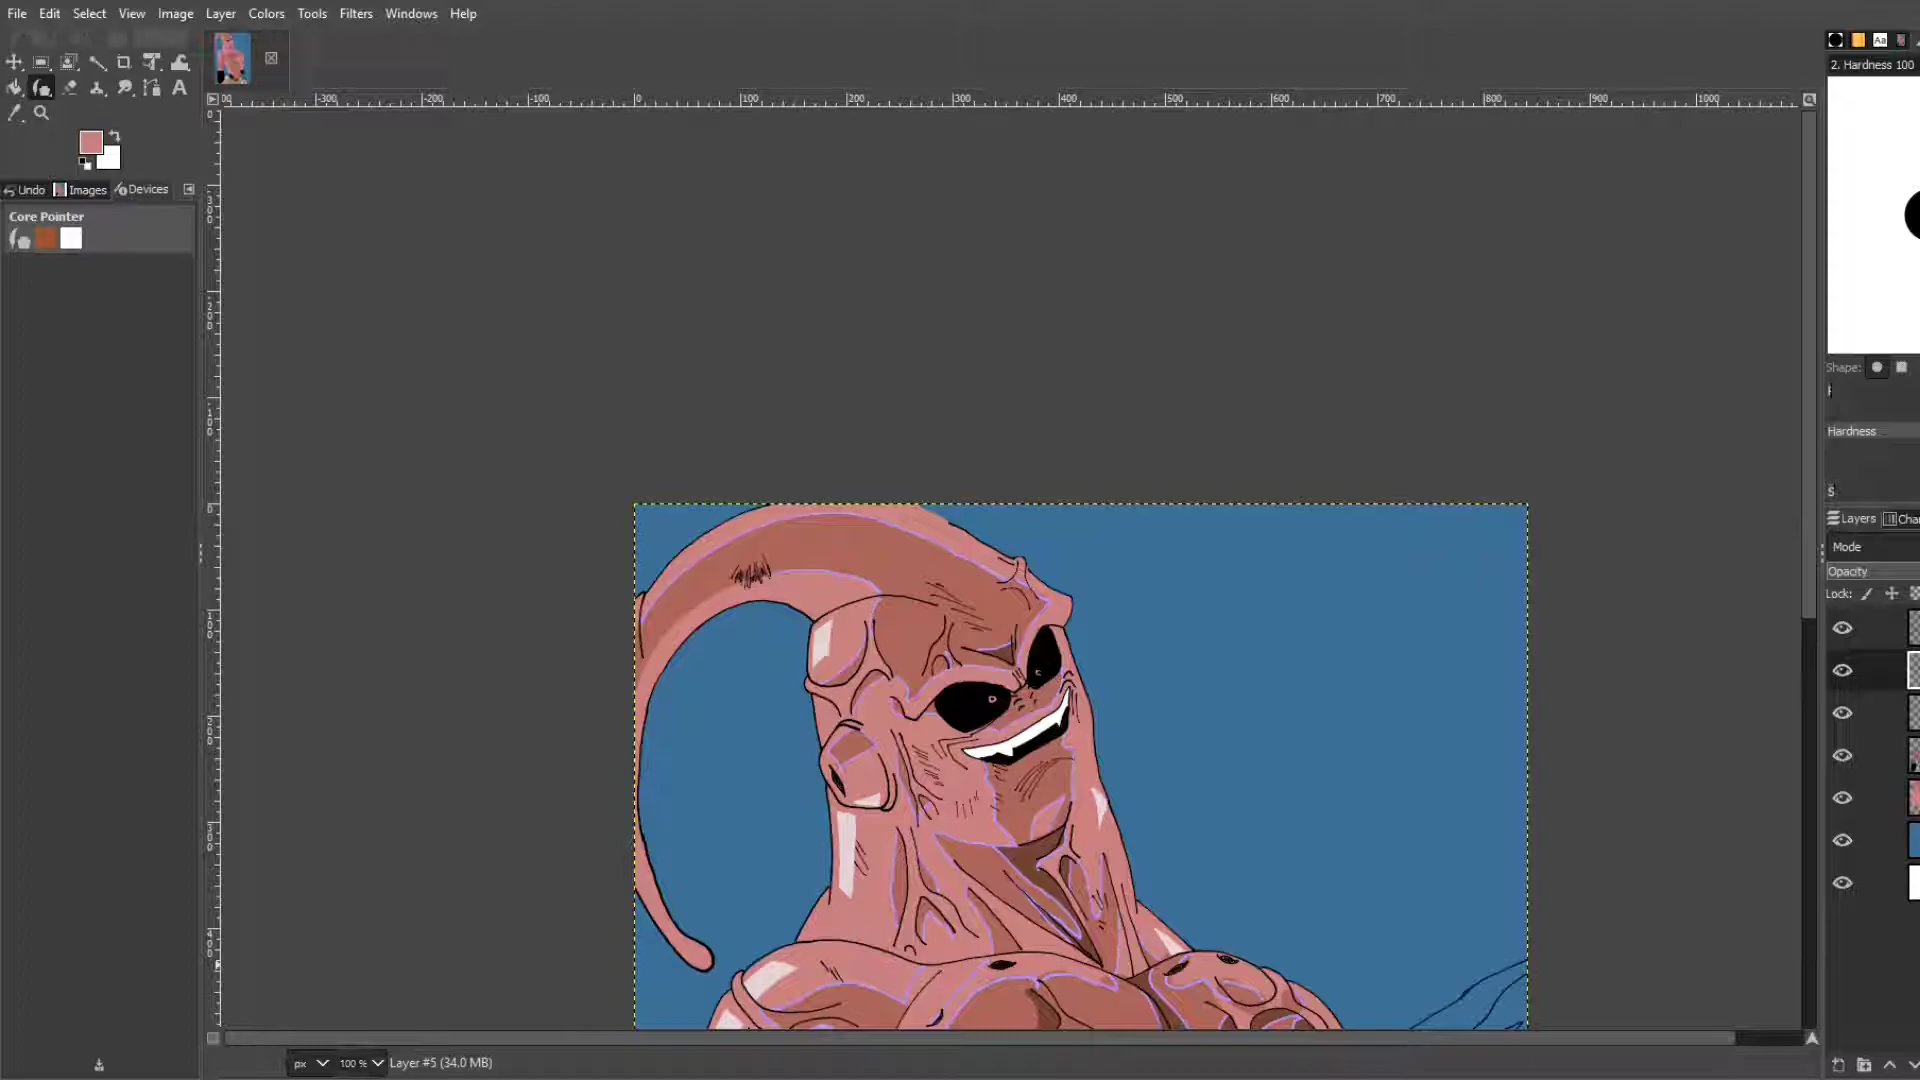 File Edit Select View Image Layer Colors Tools Filters Windows Help
2. Hardness 100
-300 -200 -100 0 100 200 300 400 500 600 700 800 900 1000
Undo Images Devices
Core Pointer
Shape:
Hardness
Layers
Mode
Opacity
Lock:
px 100 % Layer #5 (34.0 MB)